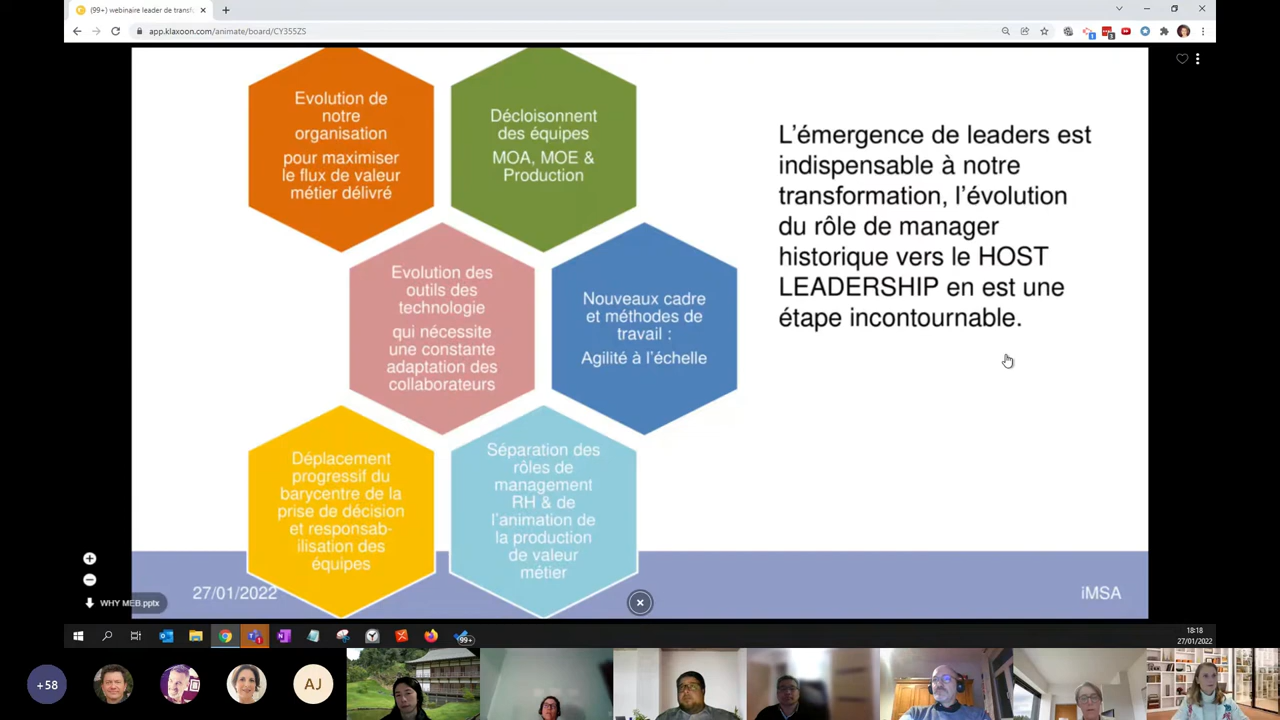 (99+) webinaire leader de transf
app.klaxoon.com/animate/board/CY355ZS
Evolution de
notre
organisation
pour maximiser
le flux de valeur
métier délivré
Décloisonnent
des équipes
MOA, MOE &
Production
L'émergence de leaders est
indispensable à notre
transformation, l'évolution
du rôle de manager
historique vers le HOST
LEADERSHIP en est une
étape incontournable.
Evolution des
outils des
technologie
qui nécessite
une constante
adaptation des
collaborateurs
Nouveaux cadre
et méthodes de
travail :
Agilité à l'échelle
Déplacement
progressif du
barycentre de la
prise de décision
et responsab-
ilisation des
équipes
Séparation des
rôles de
management
RH & de
l'animation de
la production
de valeur
métier
27/01/2022
iMSA
WHY MEB.pptx
99+
18:18
27/01/2022
+58
AJ